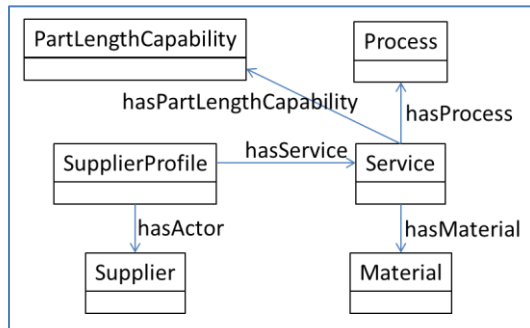 PartLengthCapability
Process
hasPartLengthCapability
hasProcess
SupplierProfile
hasService
Service
hasActor
hasMaterial
Supplier
Material